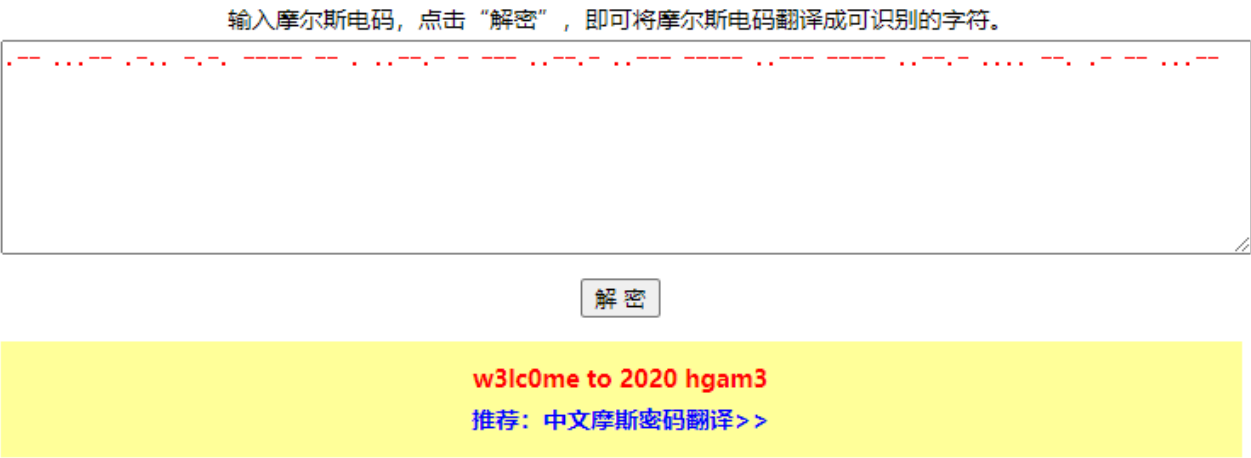 输入摩尔斯电码，点击“解密”，即可将摩尔斯电码翻译成可识别的字符。
.-- ...-- .-.. -.-. ----- -- . ..--.- - --- ..--.- ..--- ----- ..--- ----- ..--.- .... --. .- -- ...--
解 密
w3lc0me to 2020 hgam3
推荐：中文摩斯密码翻译>>